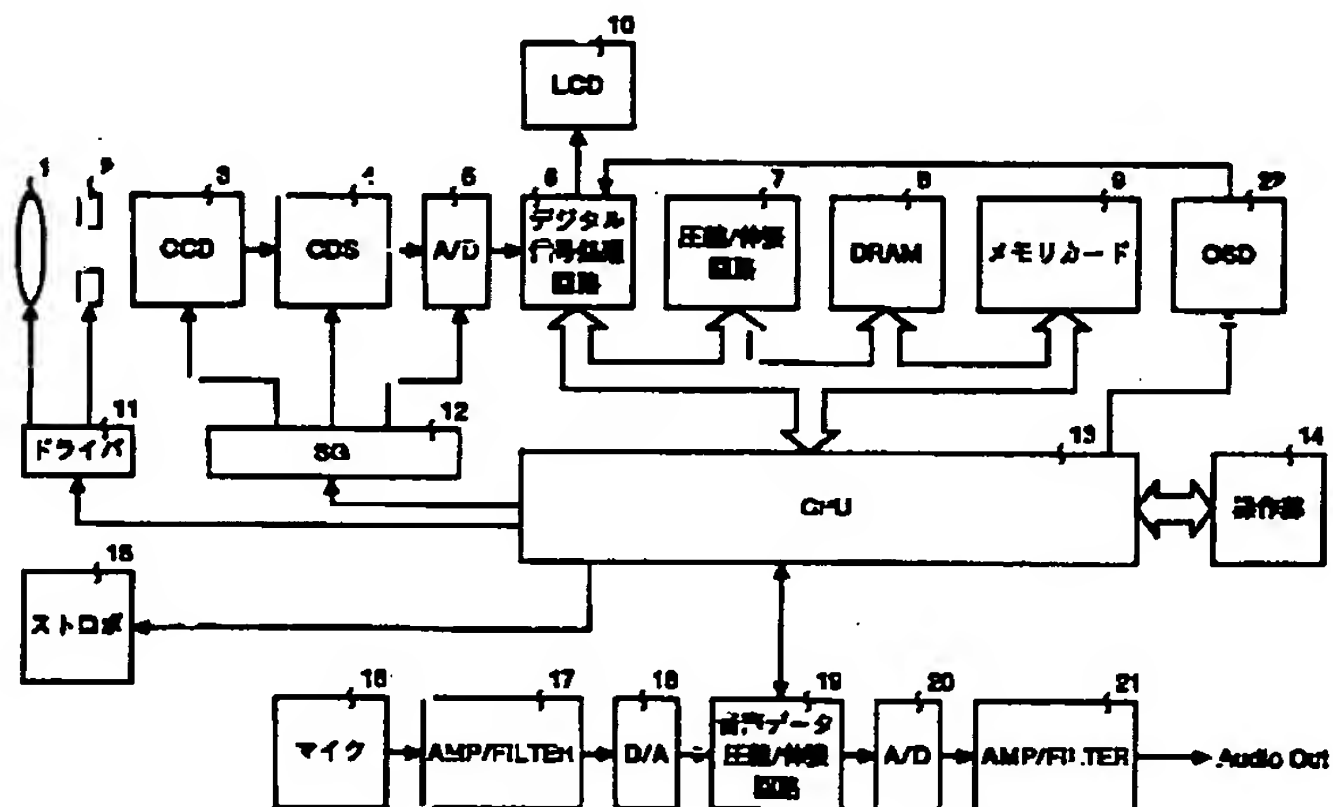 10
LCD
1
2
3
4
5
6
7
8
9
22
CCD
CDS
A/D
デジタル
信号処理
回路
圧縮/伸張
回路
DRAM
メモリカード
OSD
11
ドライバ
12
SG
13
CPU
14
操作部
15
ストロボ
16
マイク
17
AMP/FILTER
18
D/A
19
音声データ
圧縮/伸張
回路
20
A/D
21
AMP/FILTER
Audio Out